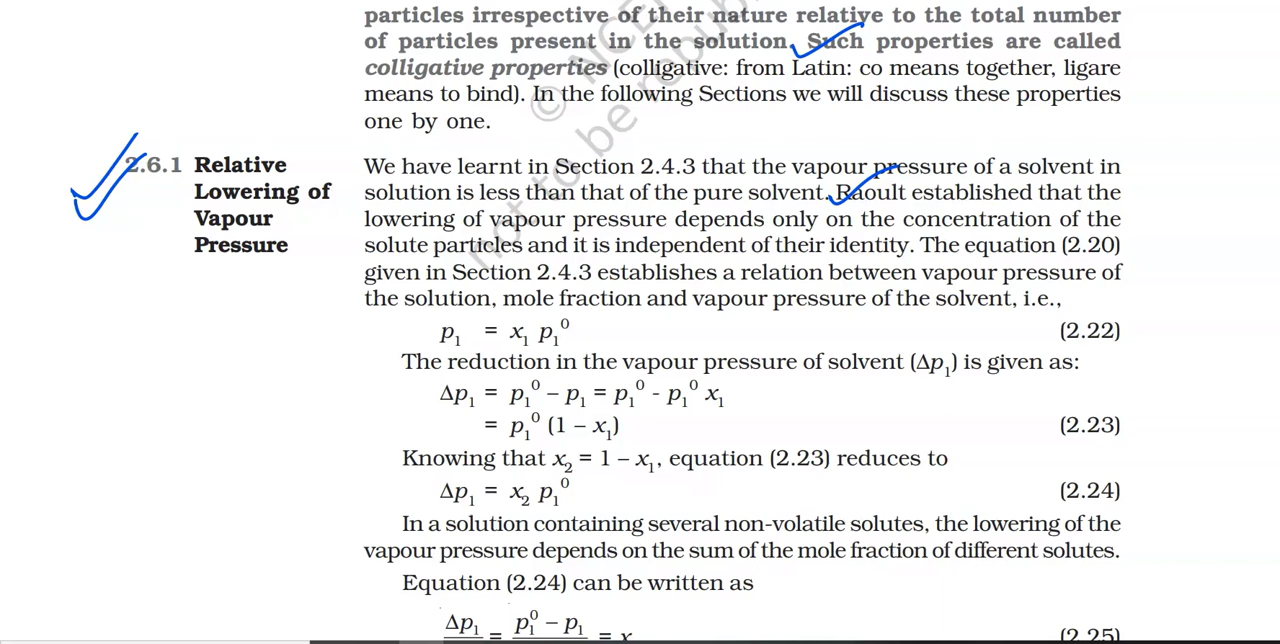 particles irrespective of their nature relative to the total number
of particles present in the solution. Such properties are called
colligative properties (colligative: from Latin: co means together, ligare
means to bind). In the following Sections we will discuss these properties
one by one.
2.6.1 Relative
Lowering of
Vapour
Pressure
We have learnt in Section 2.4.3 that the vapour pressure of a solvent in
solution is less than that of the pure solvent. Raoult established that the
lowering of vapour pressure depends only on the concentration of the
solute particles and it is independent of their identity. The equation (2.20)
given in Section 2.4.3 establishes a relation between vapour pressure of
the solution, mole fraction and vapour pressure of the solvent, i.e.,
p₁ = x₁ p₁⁰ (2.22)
The reduction in the vapour pressure of solvent (Δp₁) is given as:
Δp₁ = p₁⁰ – p₁ = p₁⁰ - p₁⁰ x₁
= p₁⁰ (1 – x₁) (2.23)
Knowing that x₂ = 1 – x₁, equation (2.23) reduces to
Δp₁ = x₂ p₁⁰ (2.24)
In a solution containing several non-volatile solutes, the lowering of the
vapour pressure depends on the sum of the mole fraction of different solutes.
Equation (2.24) can be written as
Δp₁ = p₁⁰ – p₁ = x (2.25)
© NCE
not to be repub